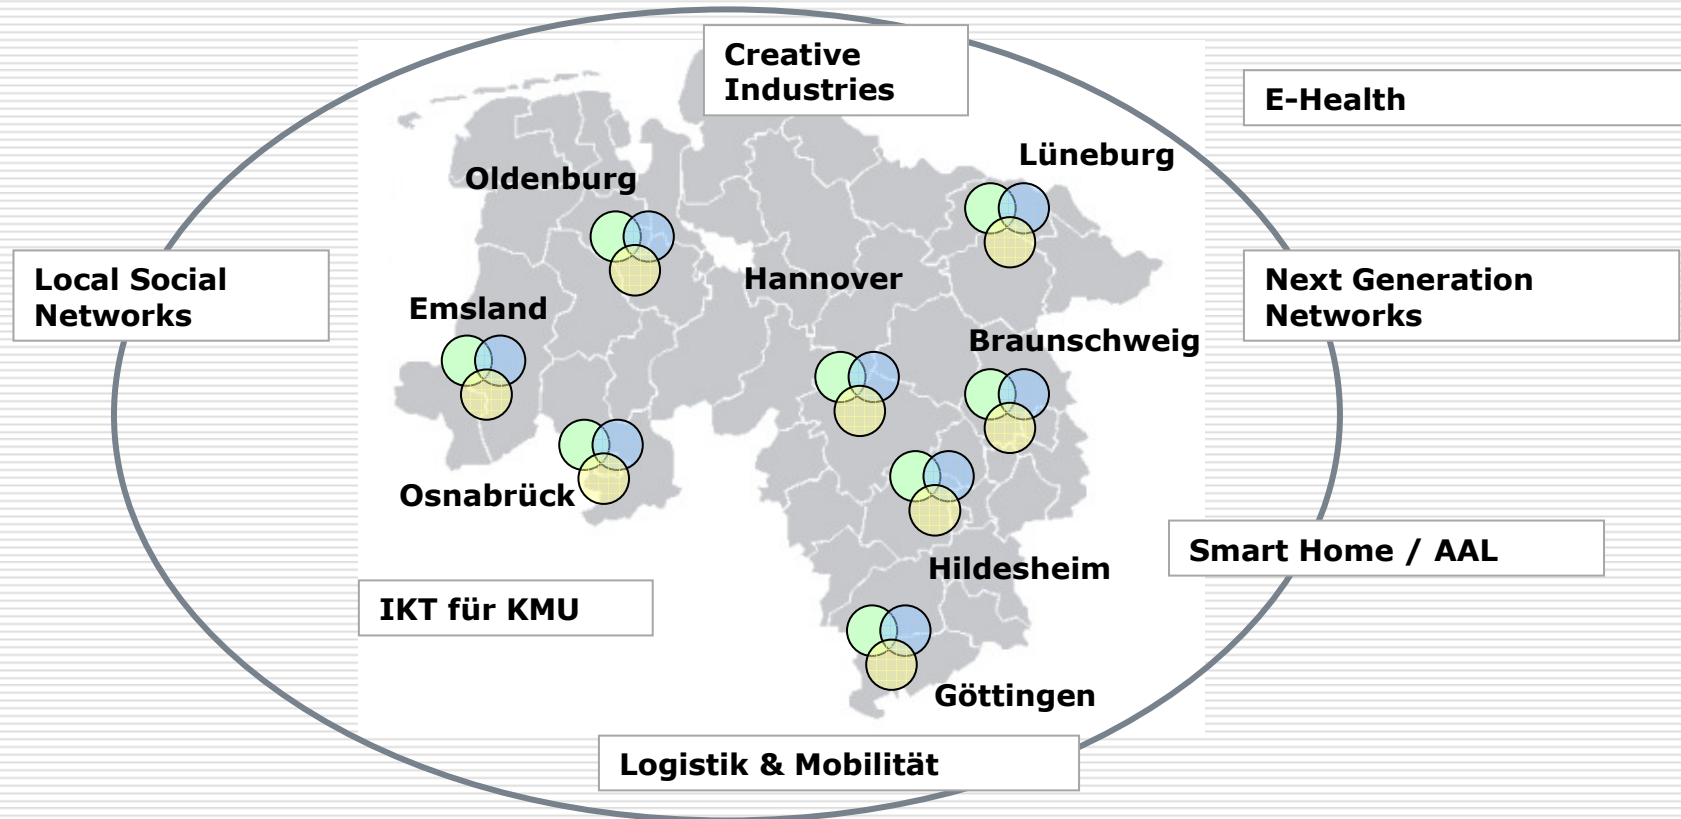 Creative
Industries
E-Health
Lüneburg
Oldenburg
Local Social
Networks
Hannover
Next Generation
Networks
Emsland
Braunschweig
Osnabrück
Smart Home / AAL
Hildesheim
IKT für KMU
Göttingen
Logistik & Mobilität